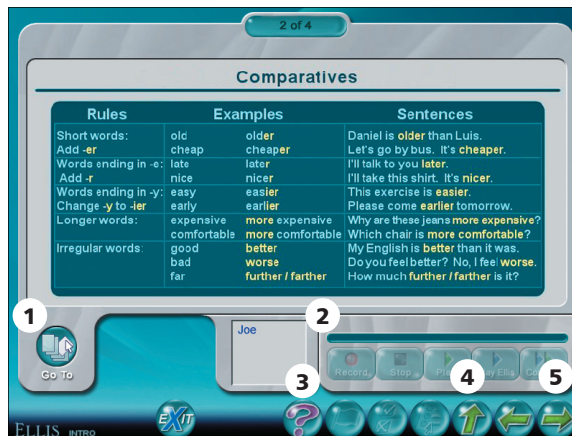 2 of 4
Comparatives
Rules Examples Sentences
Short words: old older Daniel is older than Luis.
Add -er cheap cheaper Let's go by bus. It's cheaper.
Words ending in -e: late later I'll talk to you later.
Add -r nice nicer I'll take this shirt. It's nicer.
Words ending in -y: easy easier This exercise is easier.
Change -y to -ier early earlier Please come earlier tomorrow.
Longer words: expensive more expensive Why are these jeans more expensive?
comfortable more comfortable Which chair is more comfortable?
Irregular words: good better My English is better than it was.
bad worse Do you feel better? No, I feel worse.
far further / farther How much further / farther is it?
1
2
Joe
Go To
Record
Stop
3
4
5
ELLIS INTRO
EXIT
?